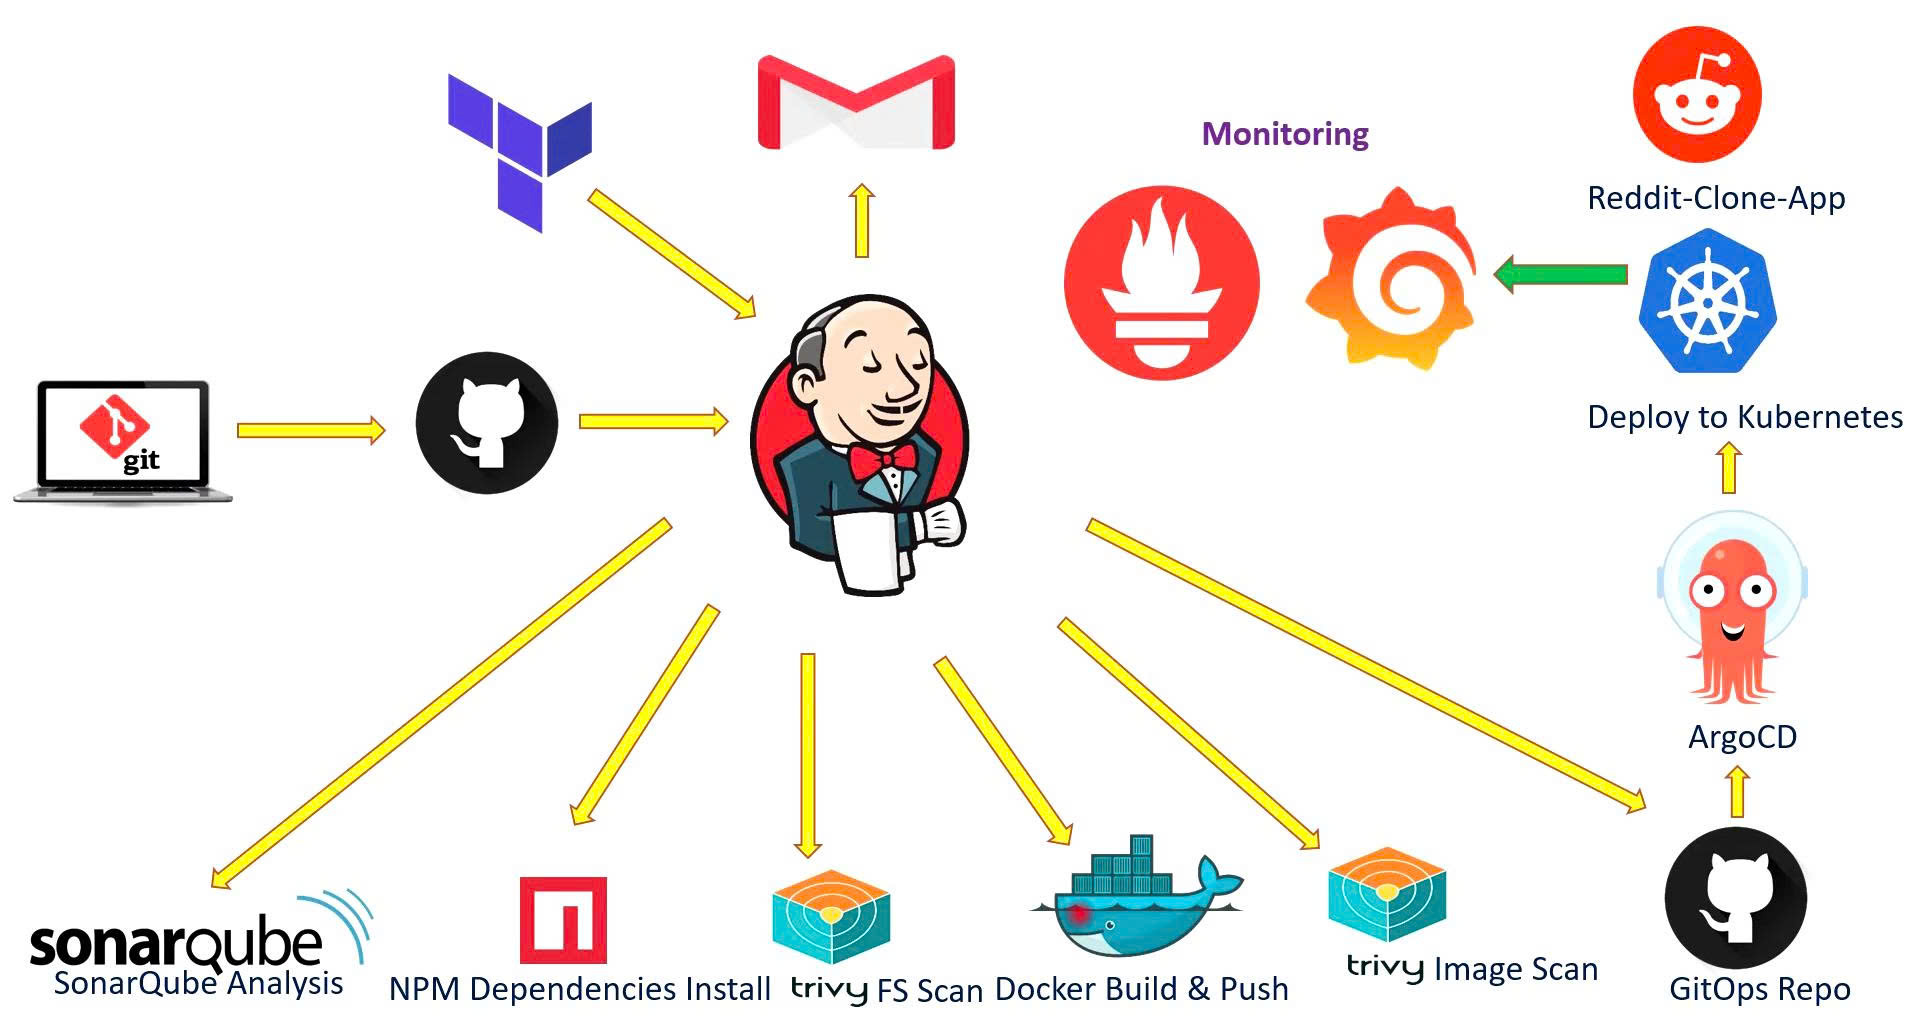 Monitoring
Reddit-Clone-App
git
Deploy to Kubernetes
ArgoCD
sonarqube
SonarQube Analysis
NPM Dependencies Install
trivy FS Scan
Docker Build & Push
trivy Image Scan
GitOps Repo